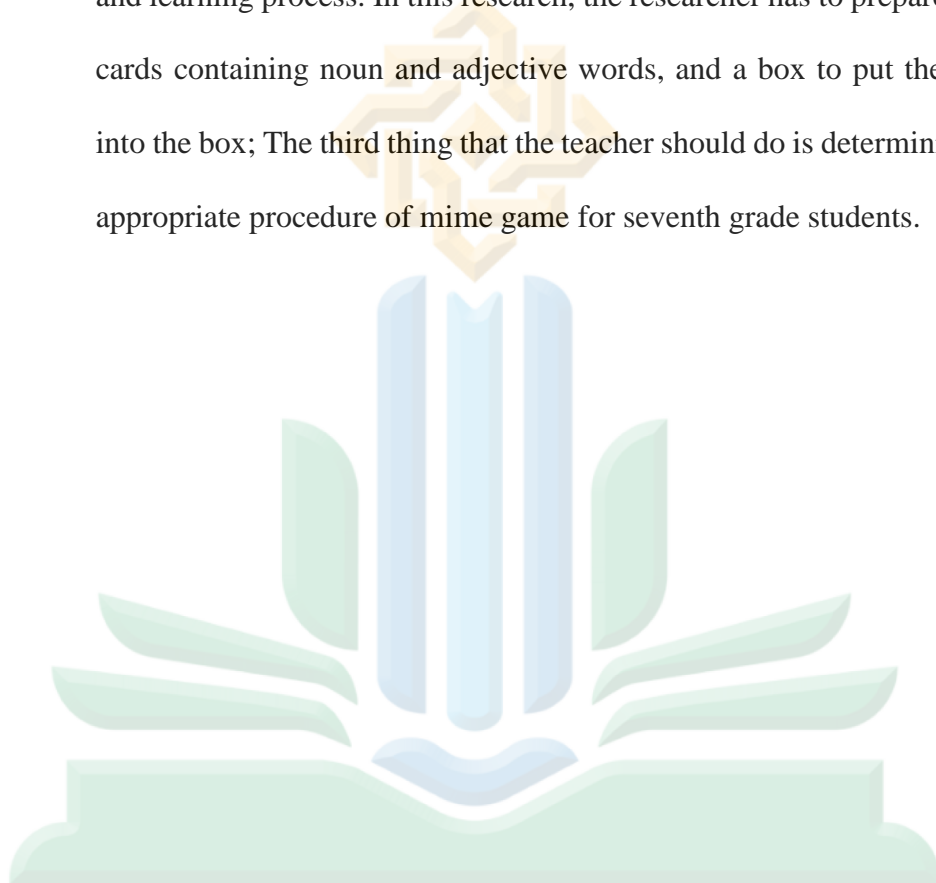 and learning process. In this research, the researcher has to prepare
cards containing noun and adjective words, and a box to put the
into the box; The third thing that the teacher should do is determin
appropriate procedure of mime game for seventh grade students.